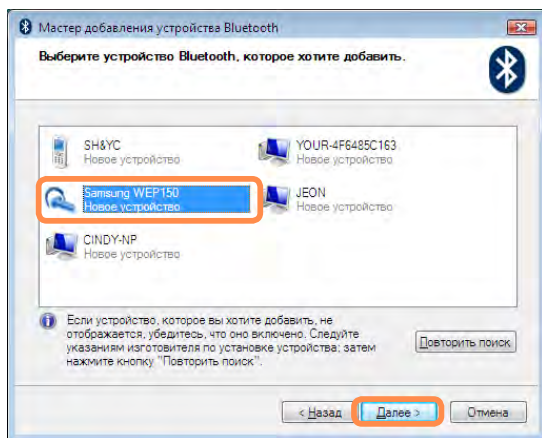 Мастер добавления устройства Bluetooth
Выберите устройство Bluetooth, которое хотите добавить.
SH&YC
Новое устройство
YOUR-4F6485C163
Новое устройство
Samsung WEP150
Новое устройство
JEON
Новое устройство
CINDY-NP
Новое устройство
Если устройство, которое вы хотите добавить, не
отображается, убедитесь, что оно включено. Следуйте
указаниям изготовителя по установке устройства; затем
нажмите кнопку "Повторить поиск".
Повторить поиск
< Назад
Далее >
Отмена